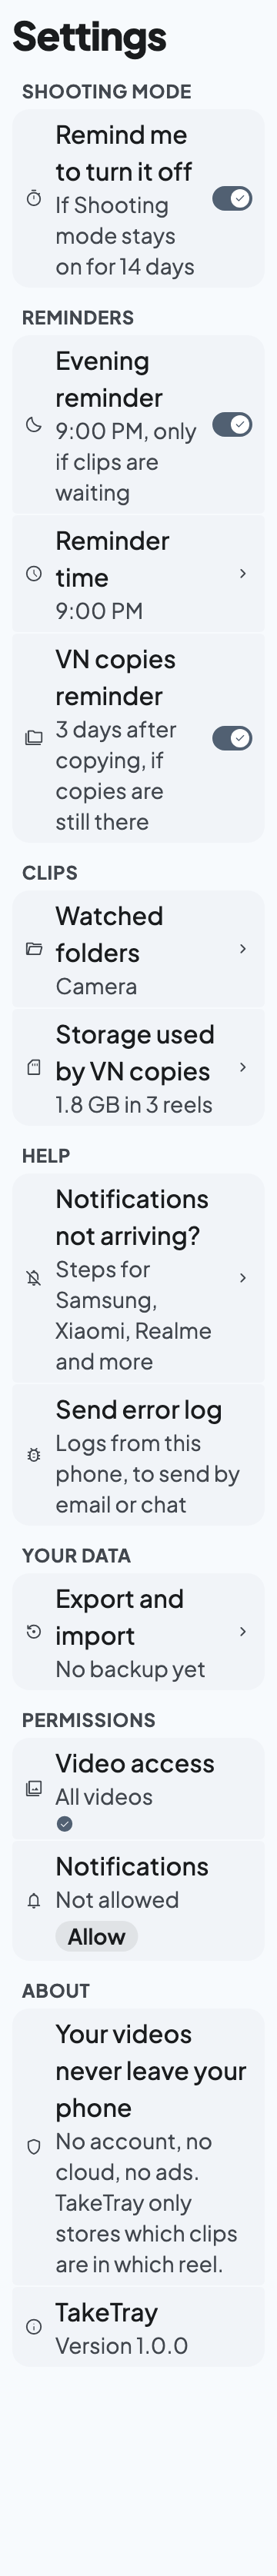 Settings
SHOOTING MODE
Remind me
to turn it off
If Shooting
mode stays
on for 14 days
REMINDERS
Evening
reminder
9:00 PM, only
if clips are
waiting
Reminder
time
9:00 PM
VN copies
reminder
3 days after
copying, if
copies are
still there
CLIPS
Watched
folders
Camera
Storage used
by VN copies
1.8 GB in 3 reels
HELP
Notifications
not arriving?
Steps for
Samsung,
Xiaomi, Realme
and more
Send error log
Logs from this
phone, to send by
email or chat
YOUR DATA
Export and
import
No backup yet
PERMISSIONS
Video access
All videos
Notifications
Not allowed
Allow
ABOUT
Your videos
never leave your
phone
No account, no
cloud, no ads.
TakeTray only
stores which clips
are in which reel.
TakeTray
Version 1.0.0